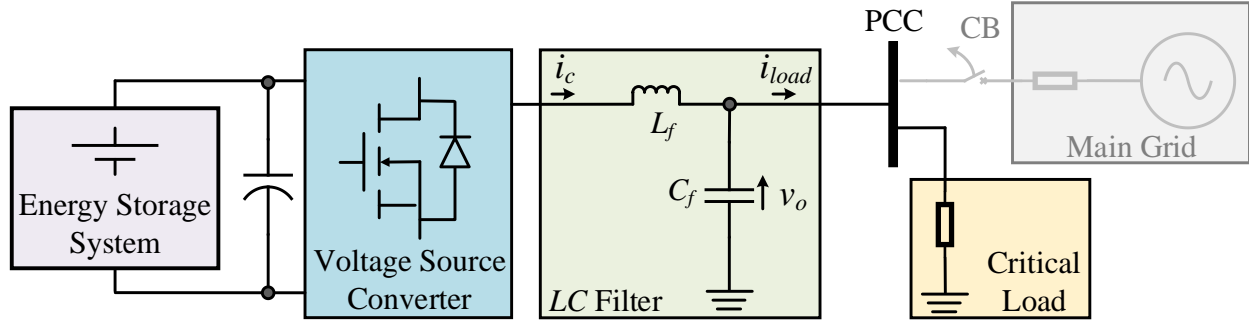 Energy Storage
System
Voltage Source
Converter
i_c
L_f
i_load
C_f
v_o
LC Filter
PCC
CB
Main Grid
Critical
Load